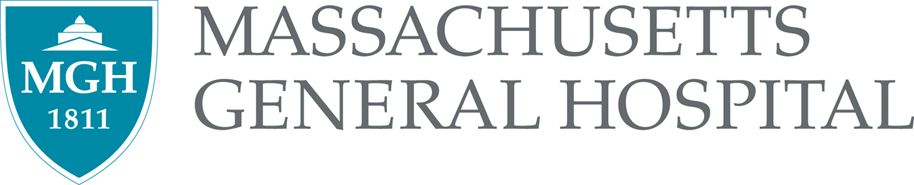 MGH
1811
MASSACHUSETTS
GENERAL HOSPITAL